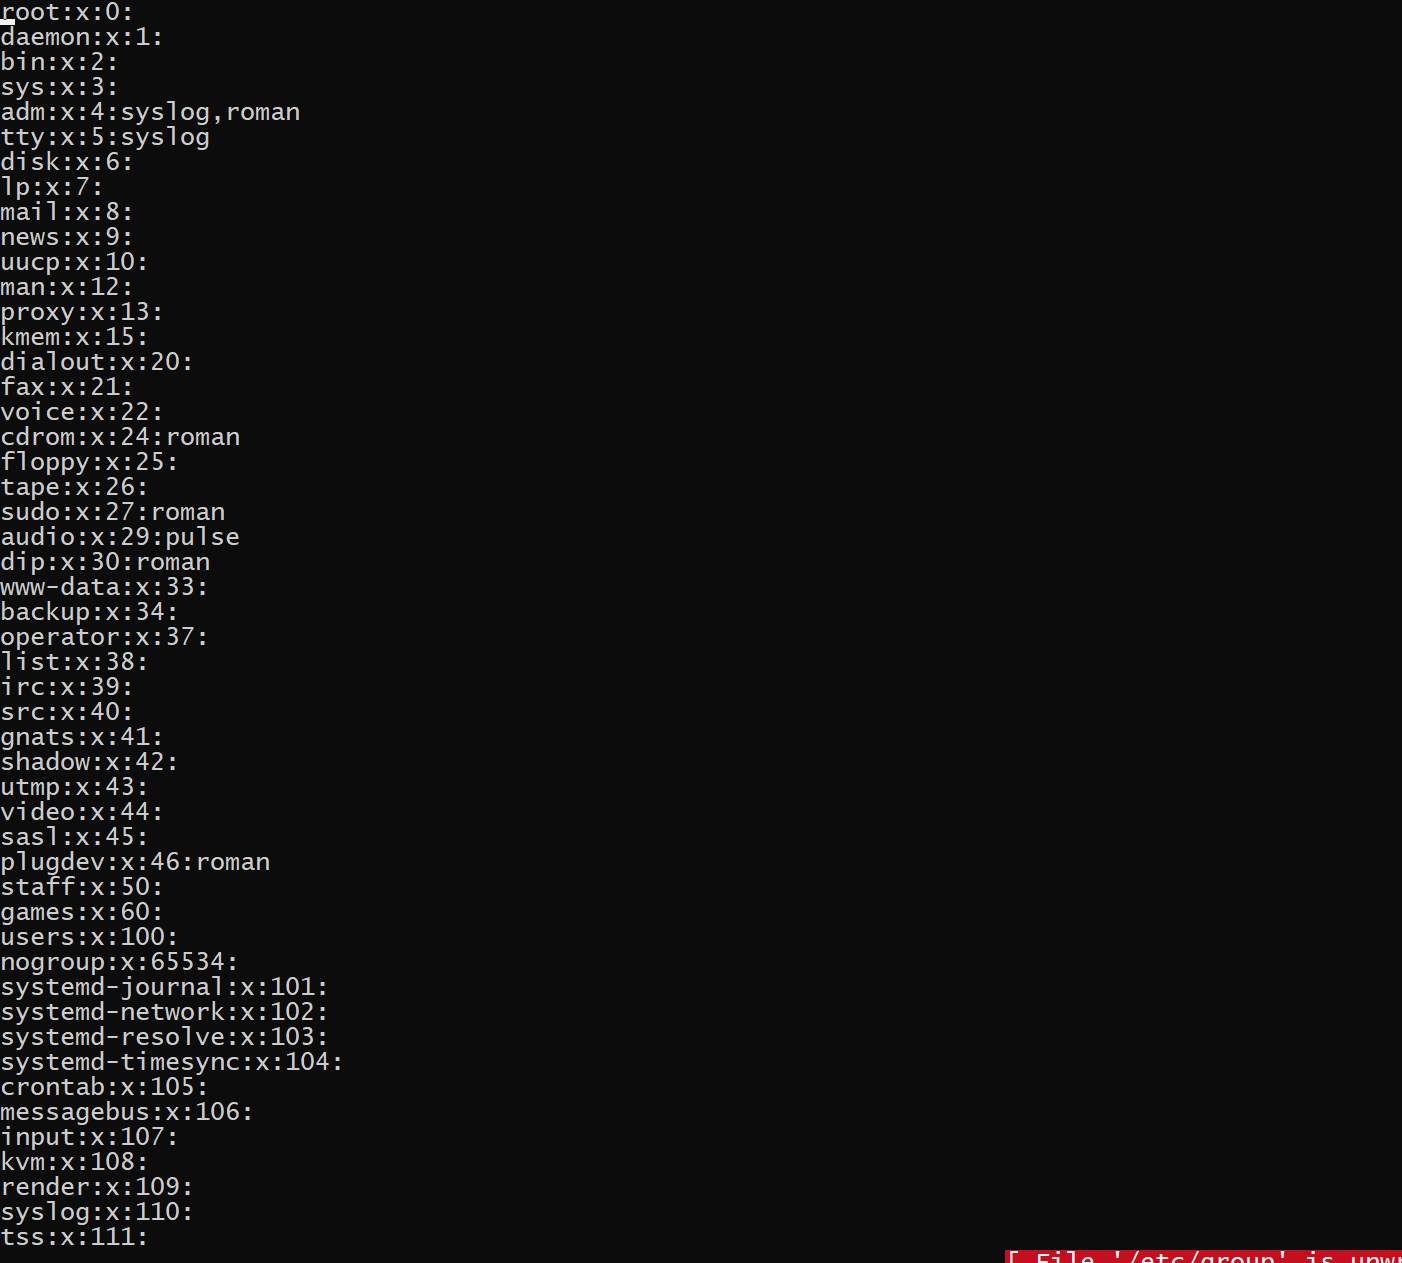 root:x:0:
daemon:x:1:
bin:x:2:
sys:x:3:
adm:x:4:syslog,roman
tty:x:5:syslog
disk:x:6:
lp:x:7:
mail:x:8:
news:x:9:
uucp:x:10:
man:x:12:
proxy:x:13:
kmem:x:15:
dialout:x:20:
fax:x:21:
voice:x:22:
cdrom:x:24:roman
floppy:x:25:
tape:x:26:
sudo:x:27:roman
audio:x:29:pulse
dip:x:30:roman
www-data:x:33:
backup:x:34:
operator:x:37:
list:x:38:
irc:x:39:
src:x:40:
gnats:x:41:
shadow:x:42:
utmp:x:43:
video:x:44:
sasl:x:45:
plugdev:x:46:roman
staff:x:50:
games:x:60:
users:x:100:
nogroup:x:65534:
systemd-journal:x:101:
systemd-network:x:102:
systemd-resolve:x:103:
systemd-timesync:x:104:
crontab:x:105:
messagebus:x:106:
input:x:107:
kvm:x:108:
render:x:109:
syslog:x:110:
tss:x:111:
[ File '/etc/group' is